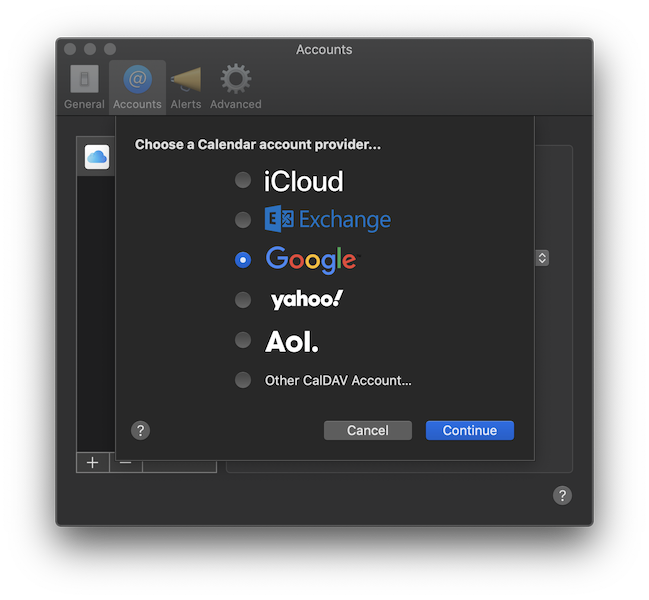 Accounts
General Accounts Alerts Advanced
Choose a Calendar account provider...
iCloud
E Exchange
Google
yahoo!
Aol.
Other CalDAV Account...
? Cancel Continue
+ −
?